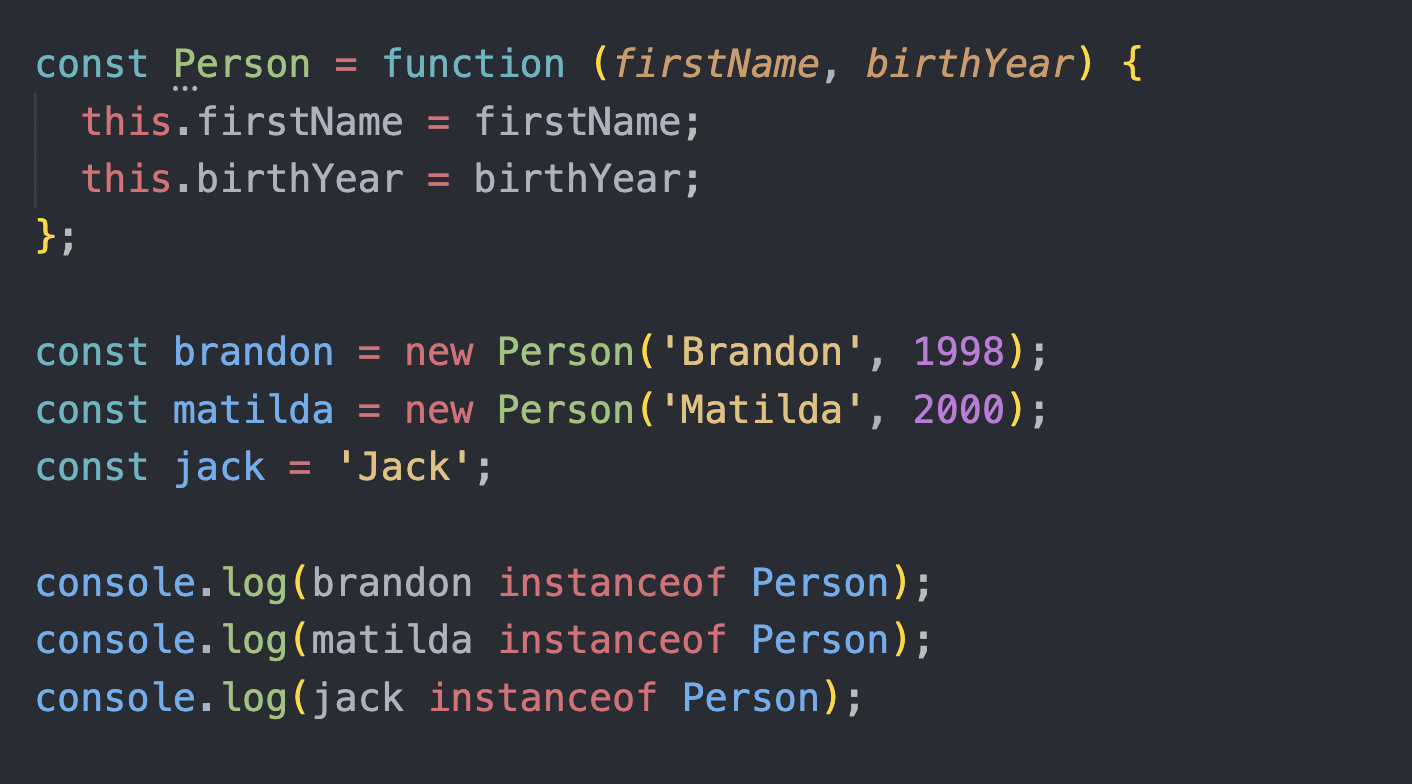 const Person = function (firstName, birthYear) {
  this.firstName = firstName;
  this.birthYear = birthYear;
};

const brandon = new Person('Brandon', 1998);
const matilda = new Person('Matilda', 2000);
const jack = 'Jack';

console.log(brandon instanceof Person);
console.log(matilda instanceof Person);
console.log(jack instanceof Person);